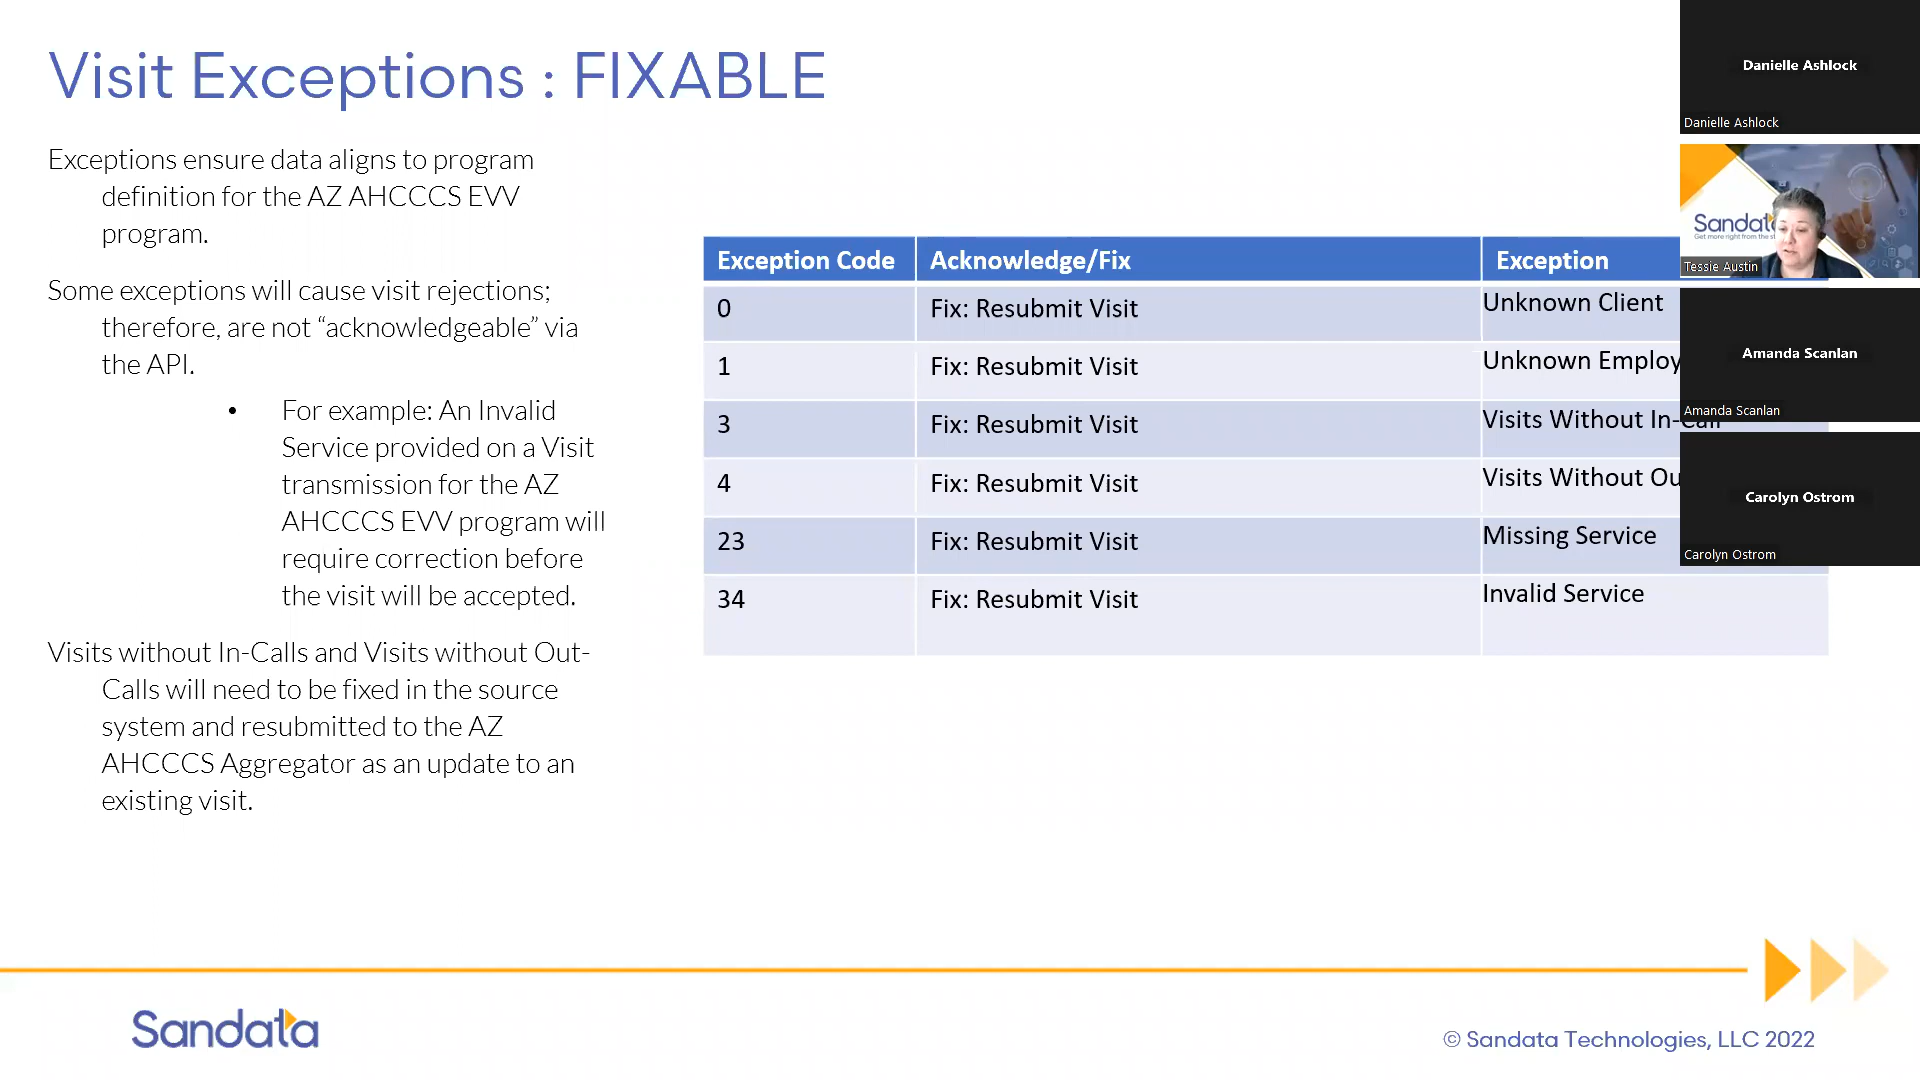 Visit Exceptions : FIXABLE
Exceptions ensure data aligns to program
definition for the AZ AHCCCS EVV
program.
Some exceptions will cause visit rejections;
therefore, are not “acknowledgeable” via
the API.
• For example: An Invalid
Service provided on a Visit
transmission for the AZ
AHCCCS EVV program will
require correction before
the visit will be accepted.
Visits without In-Calls and Visits without Out-
Calls will need to be fixed in the source
system and resubmitted to the AZ
AHCCCS Aggregator as an update to an
existing visit.
Exception Code Acknowledge/Fix Exception
0 Fix: Resubmit Visit Unknown Client
1 Fix: Resubmit Visit Unknown Employ
3 Fix: Resubmit Visit Visits Without In-Call
4 Fix: Resubmit Visit Visits Without Ou
23 Fix: Resubmit Visit Missing Service
34 Fix: Resubmit Visit Invalid Service
Danielle Ashlock
Danielle Ashlock
Sandata
Get more right from the
Tessie Austin
Amanda Scanlan
Amanda Scanlan
Carolyn Ostrom
Carolyn Ostrom
Sandata
© Sandata Technologies, LLC 2022